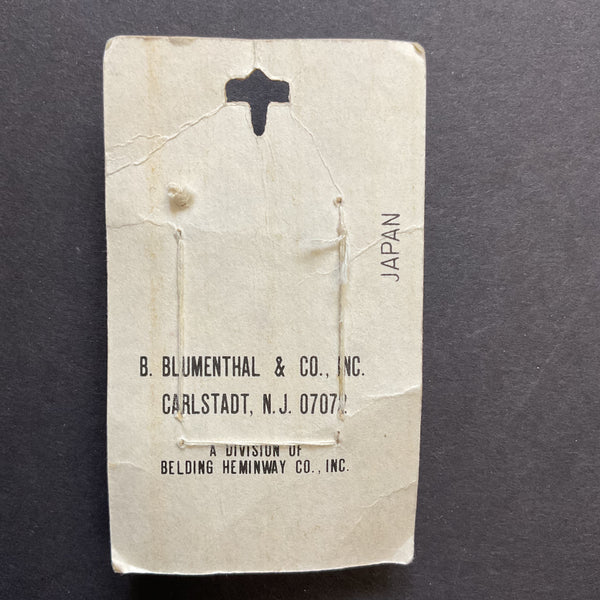 JAPAN
B. BLUMENTHAL & CO., INC.
CARLSTADT, N.J. 07072
A DIVISION OF
BELDING HEMINWAY CO., INC.